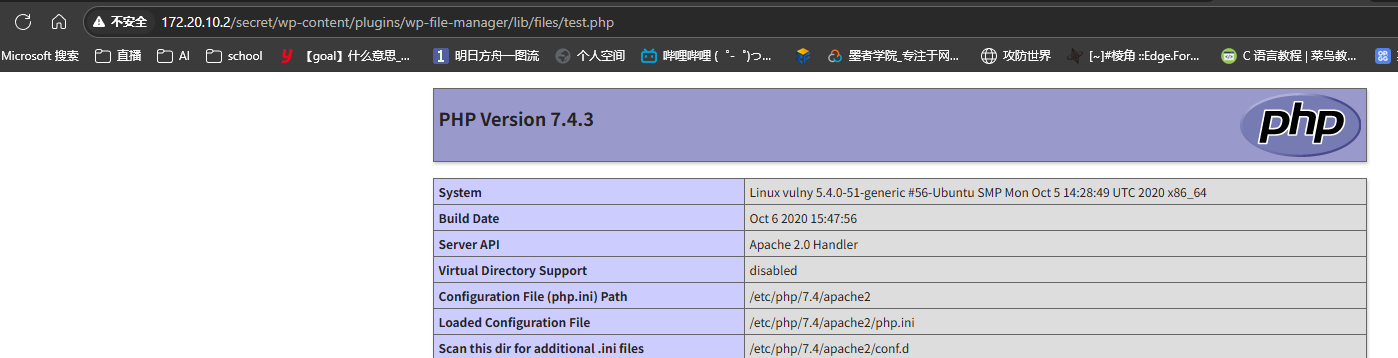 不安全 172.20.10.2/secret/wp-content/plugins/wp-file-manager/lib/files/test.php
Microsoft 搜索 直播 AI school 【goal】什么意思_... 1 明日方舟一图流 个人空间 哔哩哔哩 (゜-゜)つ... 墨者学院_专注于网... 攻防世界 [~]#棱角 ::Edge.For... C 语言教程 | 菜鸟教...
PHP Version 7.4.3
php
System Linux vulny 5.4.0-51-generic #56-Ubuntu SMP Mon Oct 5 14:28:49 UTC 2020 x86_64
Build Date Oct 6 2020 15:47:56
Server API Apache 2.0 Handler
Virtual Directory Support disabled
Configuration File (php.ini) Path /etc/php/7.4/apache2
Loaded Configuration File /etc/php/7.4/apache2/php.ini
Scan this dir for additional .ini files /etc/php/7.4/apache2/conf.d